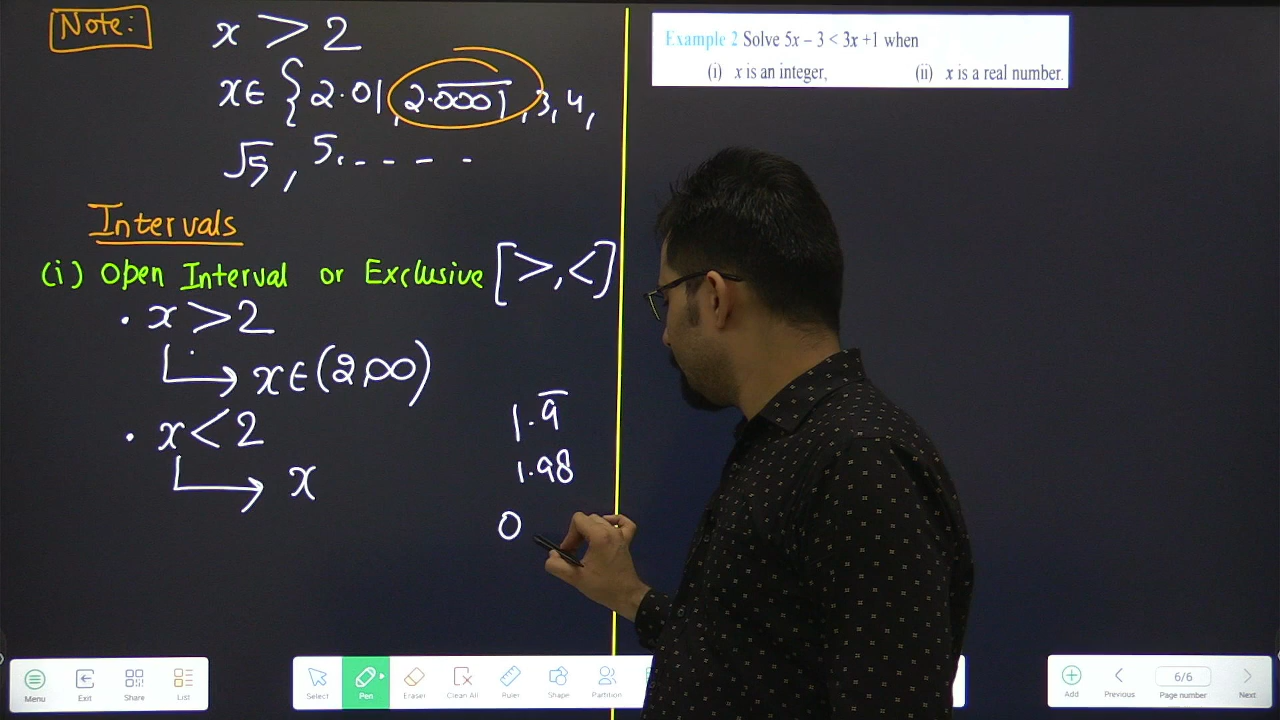 Note:
x > 2
x∈ { 2.01, 2.0001, 3, 4,
√5, 5, - - - -
Intervals
(i) Open Interval or Exclusive [>, <]
• x > 2
x∈(2,∞)
• x < 2
x
1.9̅
1.98
0
Example 2 Solve 5x – 3 < 3x +1 when
(i) x is an integer, (ii) x is a real number.
Menu Exit Share List
Select Pen Eraser Clean All Ruler Shape Partition
Add Previous 6/6 Page number Next